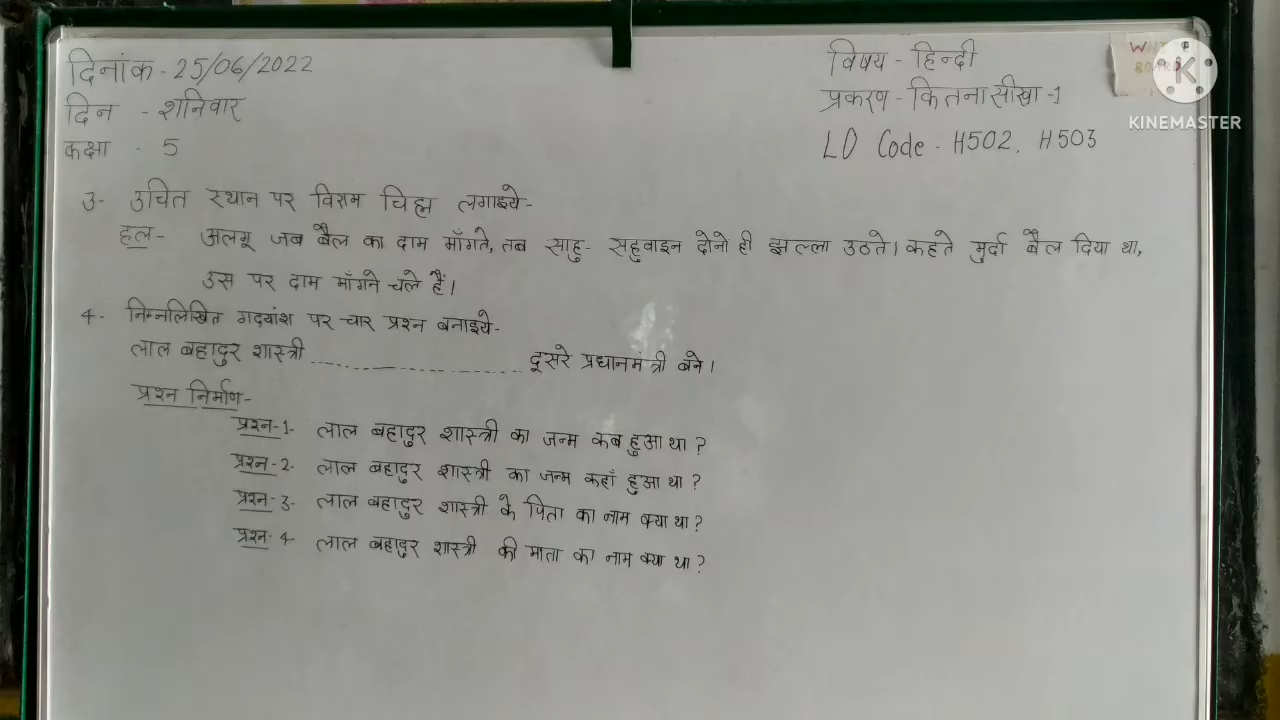 दिनांक - 25/06/2022
दिन - शनिवार
कक्षा - 5
विषय - हिन्दी
प्रकरण - कितना सीखा -1
LO Code - H502, H503
WH
BO
K
KINEMASTER
3- उचित स्थान पर विराम चिह्न लगाइये-
हल- अलगू जब बैल का दाम माँगते, तब साहु- सहुवाइन दोनो ही झल्ला उठते। कहते मुर्दा बैल दिया था,
उस पर दाम माँगने चले हैं।
4- निम्नलिखित गद्यांश पर चार प्रश्न बनाइये-
लाल बहादुर शास्त्री .................... दूसरे प्रधानमंत्री बने।
प्रश्न निर्माण-
प्रश्न-1- लाल बहादुर शास्त्री का जन्म कब हुआ था ?
प्रश्न-2- लाल बहादुर शास्त्री का जन्म कहाँ हुआ था ?
प्रश्न-3- लाल बहादुर शास्त्री के पिता का नाम क्या था ?
प्रश्न-4- लाल बहादुर शास्त्री की माता का नाम क्या था ?